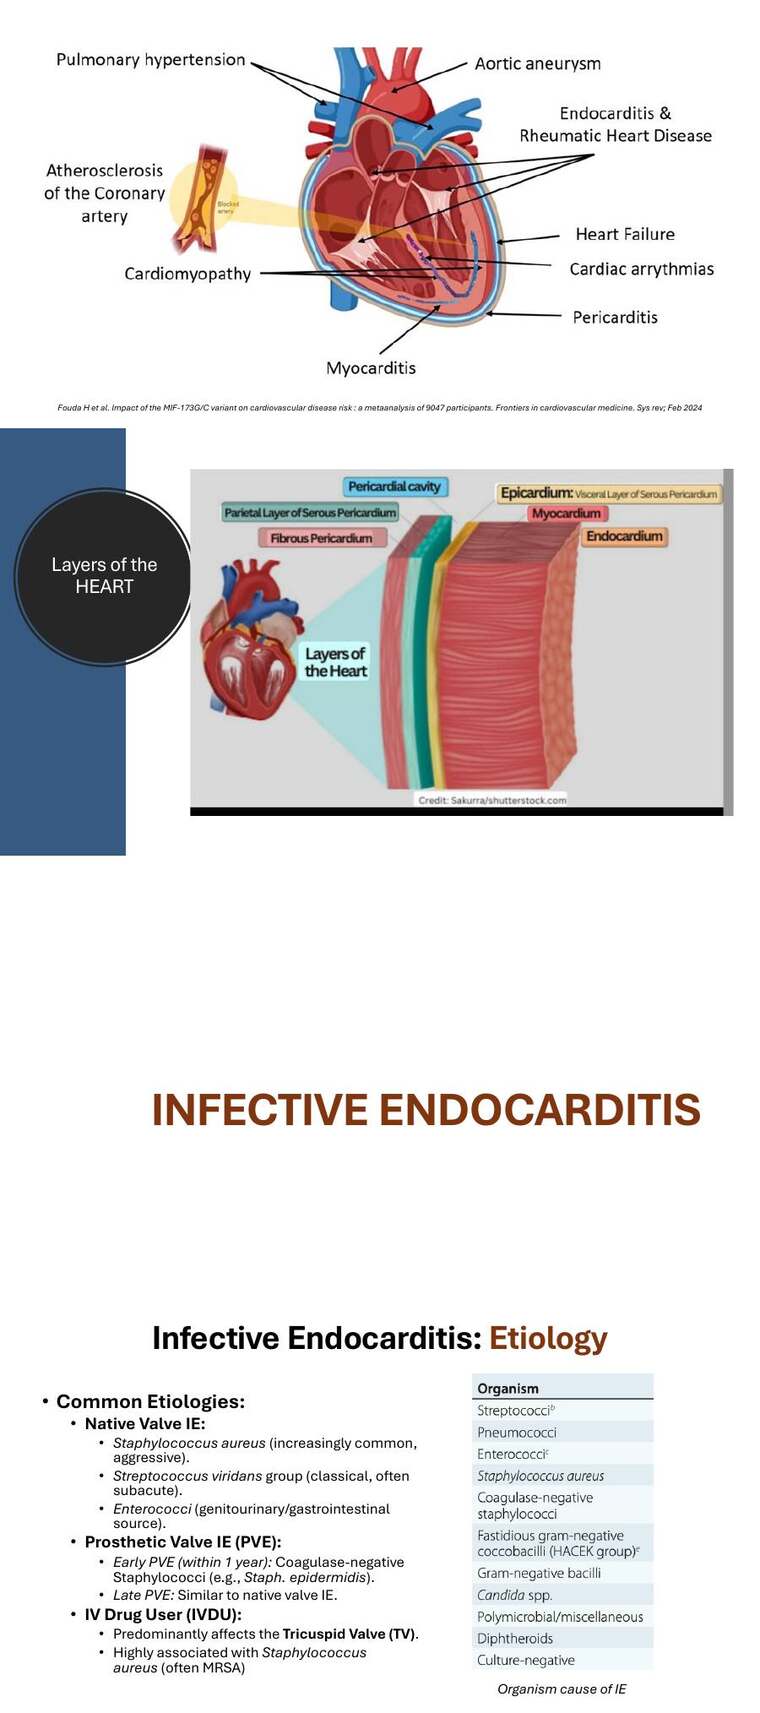 Pulmonary hypertension
Aortic aneurysm
Endocarditis &
Rheumatic Heart Disease
Atherosclerosis
of the Coronary
artery
Blocked
artery
Heart Failure
Cardiac arrythmias
Cardiomyopathy
Pericarditis
Myocarditis
Fouda H et al. Impact of the MIF-173G/C variant on cardiovascular disease risk : a metaanalysis of 9047 participants. Frontiers in cardiovascular medicine. Sys rev; Feb 2024
Layers of the
HEART
Pericardial cavity
Epicardium: Visceral Layer of Serous Pericardium
Parietal Layer of Serous Pericardium
Myocardium
Fibrous Pericardium
Endocardium
Layers of
the Heart
Credit: Sakurra/shutterstock.com
INFECTIVE ENDOCARDITIS
Infective Endocarditis: Etiology
• Common Etiologies:
• Native Valve IE:
• Staphylococcus aureus (increasingly common,
aggressive).
• Streptococcus viridans group (classical, often
subacute).
• Enterococci (genitourinary/gastrointestinal
source).
• Prosthetic Valve IE (PVE):
• Early PVE (within 1 year): Coagulase-negative
Staphylococci (e.g., Staph. epidermidis).
• Late PVE: Similar to native valve IE.
• IV Drug User (IVDU):
• Predominantly affects the Tricuspid Valve (TV).
• Highly associated with Staphylococcus
aureus (often MRSA)
Organism
Streptococci^b
Pneumococci
Enterococci^c
Staphylococcus aureus
Coagulase-negative
staphylococci
Fastidious gram-negative
coccobacilli (HACEK group)^e
Gram-negative bacilli
Candida spp.
Polymicrobial/miscellaneous
Diphtheroids
Culture-negative
Organism cause of IE